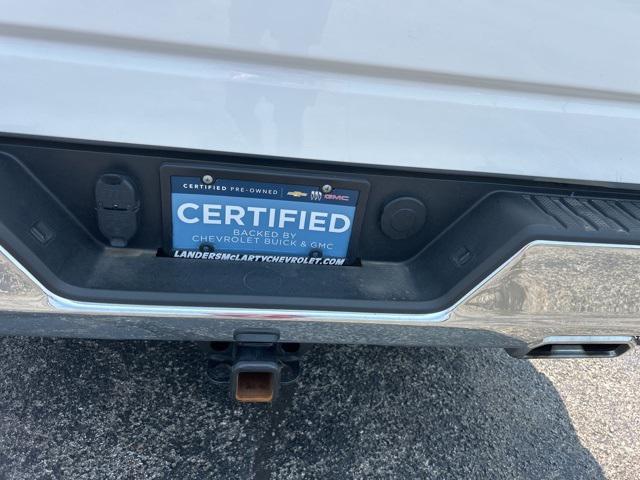 CERTIFIED PRE-OWNED GMC
CERTIFIED
BACKED BY
CHEVROLET BUICK & GMC
LANDERSMCLARTYCHEVROLET.COM